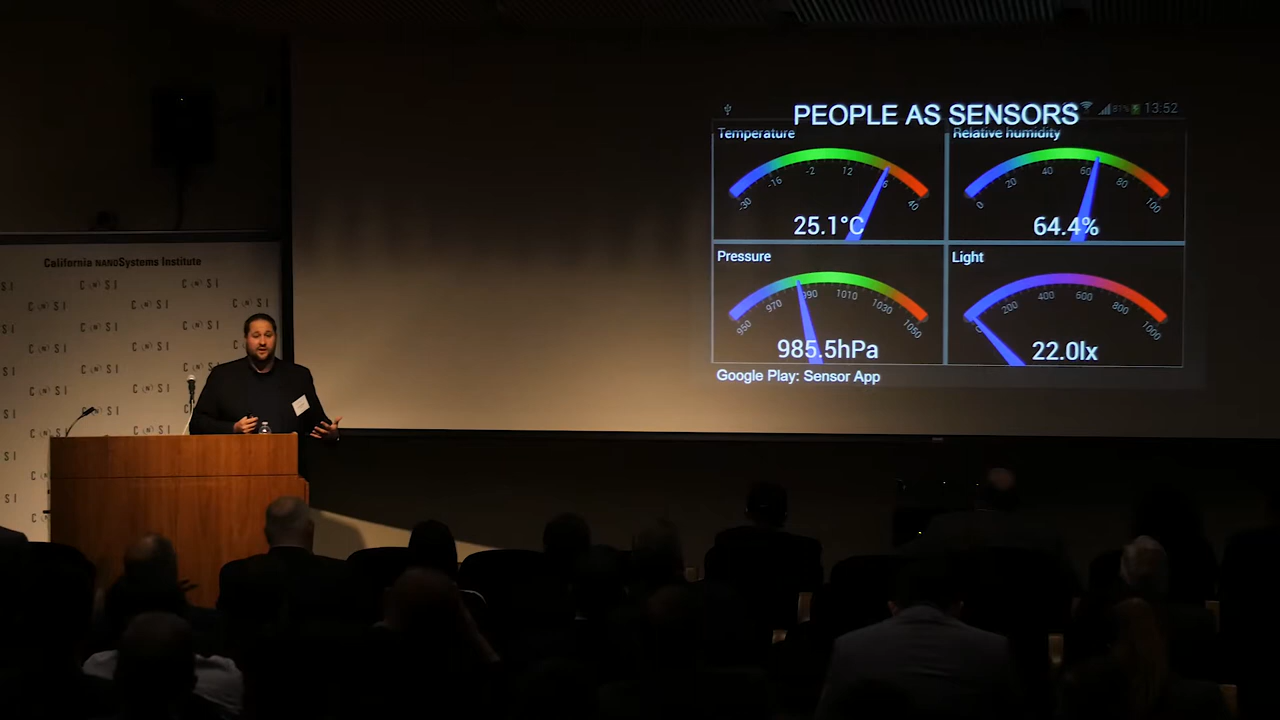 PEOPLE AS SENSORS
81% 13:52
Temperature
-30 -16 -2 12 40
25.1°C
Relative humidity
0 20 40 60 80 100
64.4%
Pressure
950 970 990 1010 1030 1050
985.5hPa
Light
0 200 400 600 1000
22.0lx
Google Play: Sensor App
California NANOSystems Institute
C (N) S I
C (N) S I
C (N) S I
C (N) S I
C (N) S I
C (N) S I
C (N) S I
C (N) S I
C (N) S I
C (N) S I
C (N) S I
C (N) S I
C (N) S I
C (N) S I